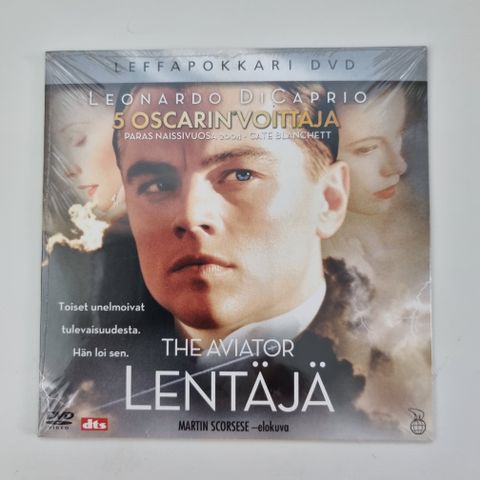 LEFFAPOKKARI DVD
LEONARDO DICAPRIO
5 OSCARIN® VOITTAJA
PARAS NAISSIVUOSA 2004 - CATE BLANCHETT
Toiset unelmoivat
tulevaisuudesta.
Hän loi sen.
THE AVIATOR
LENTÄJÄ
MARTIN SCORSESE –elokuva
DVD
VIDEO
dts